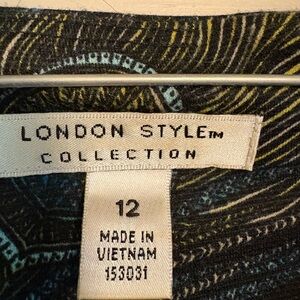 LONDON STYLE™
COLLECTION
12
MADE IN
VIETNAM
153031